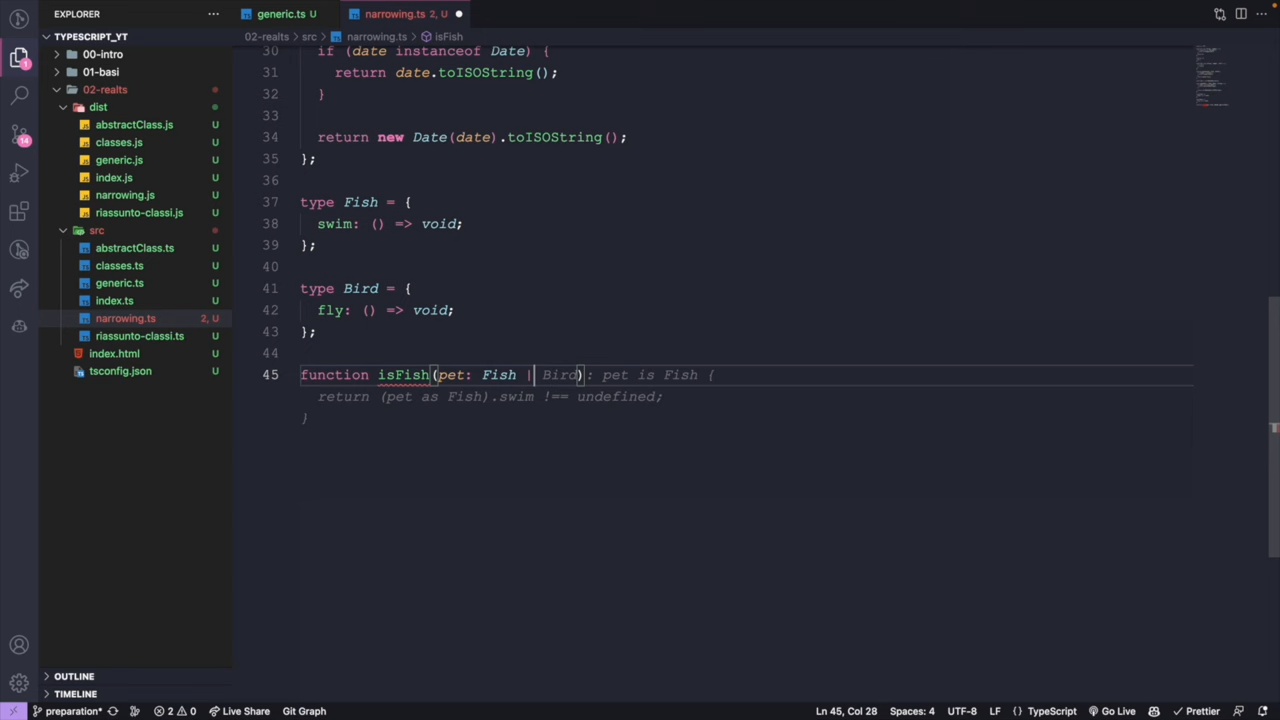 EXPLORER
generic.ts U
narrowing.ts 2, U
TYPESCRIPT_YT
02-realts > src > narrowing.ts > isFish
00-intro
01-basi
02-realts
dist
abstractClass.js U
classes.js U
generic.js U
index.js U
narrowing.js U
riassunto-classi.js U
src
abstractClass.ts U
classes.ts U
generic.ts U
index.ts U
narrowing.ts 2, U
riassunto-classi.ts U
index.html U
tsconfig.json U
1
14
30 if (date instanceof Date) {
31 return date.toISOString();
32 }
33
34 return new Date(date).toISOString();
35 };
36
37 type Fish = {
38 swim: () => void;
39 };
40
41 type Bird = {
42 fly: () => void;
43 };
44
45 function isFish(pet: Fish | Bird): pet is Fish {
return (pet as Fish).swim !== undefined;
}
OUTLINE
TIMELINE
preparation* 2 0 Live Share Git Graph Ln 45, Col 28 Spaces: 4 UTF-8 LF {} TypeScript Go Live Prettier